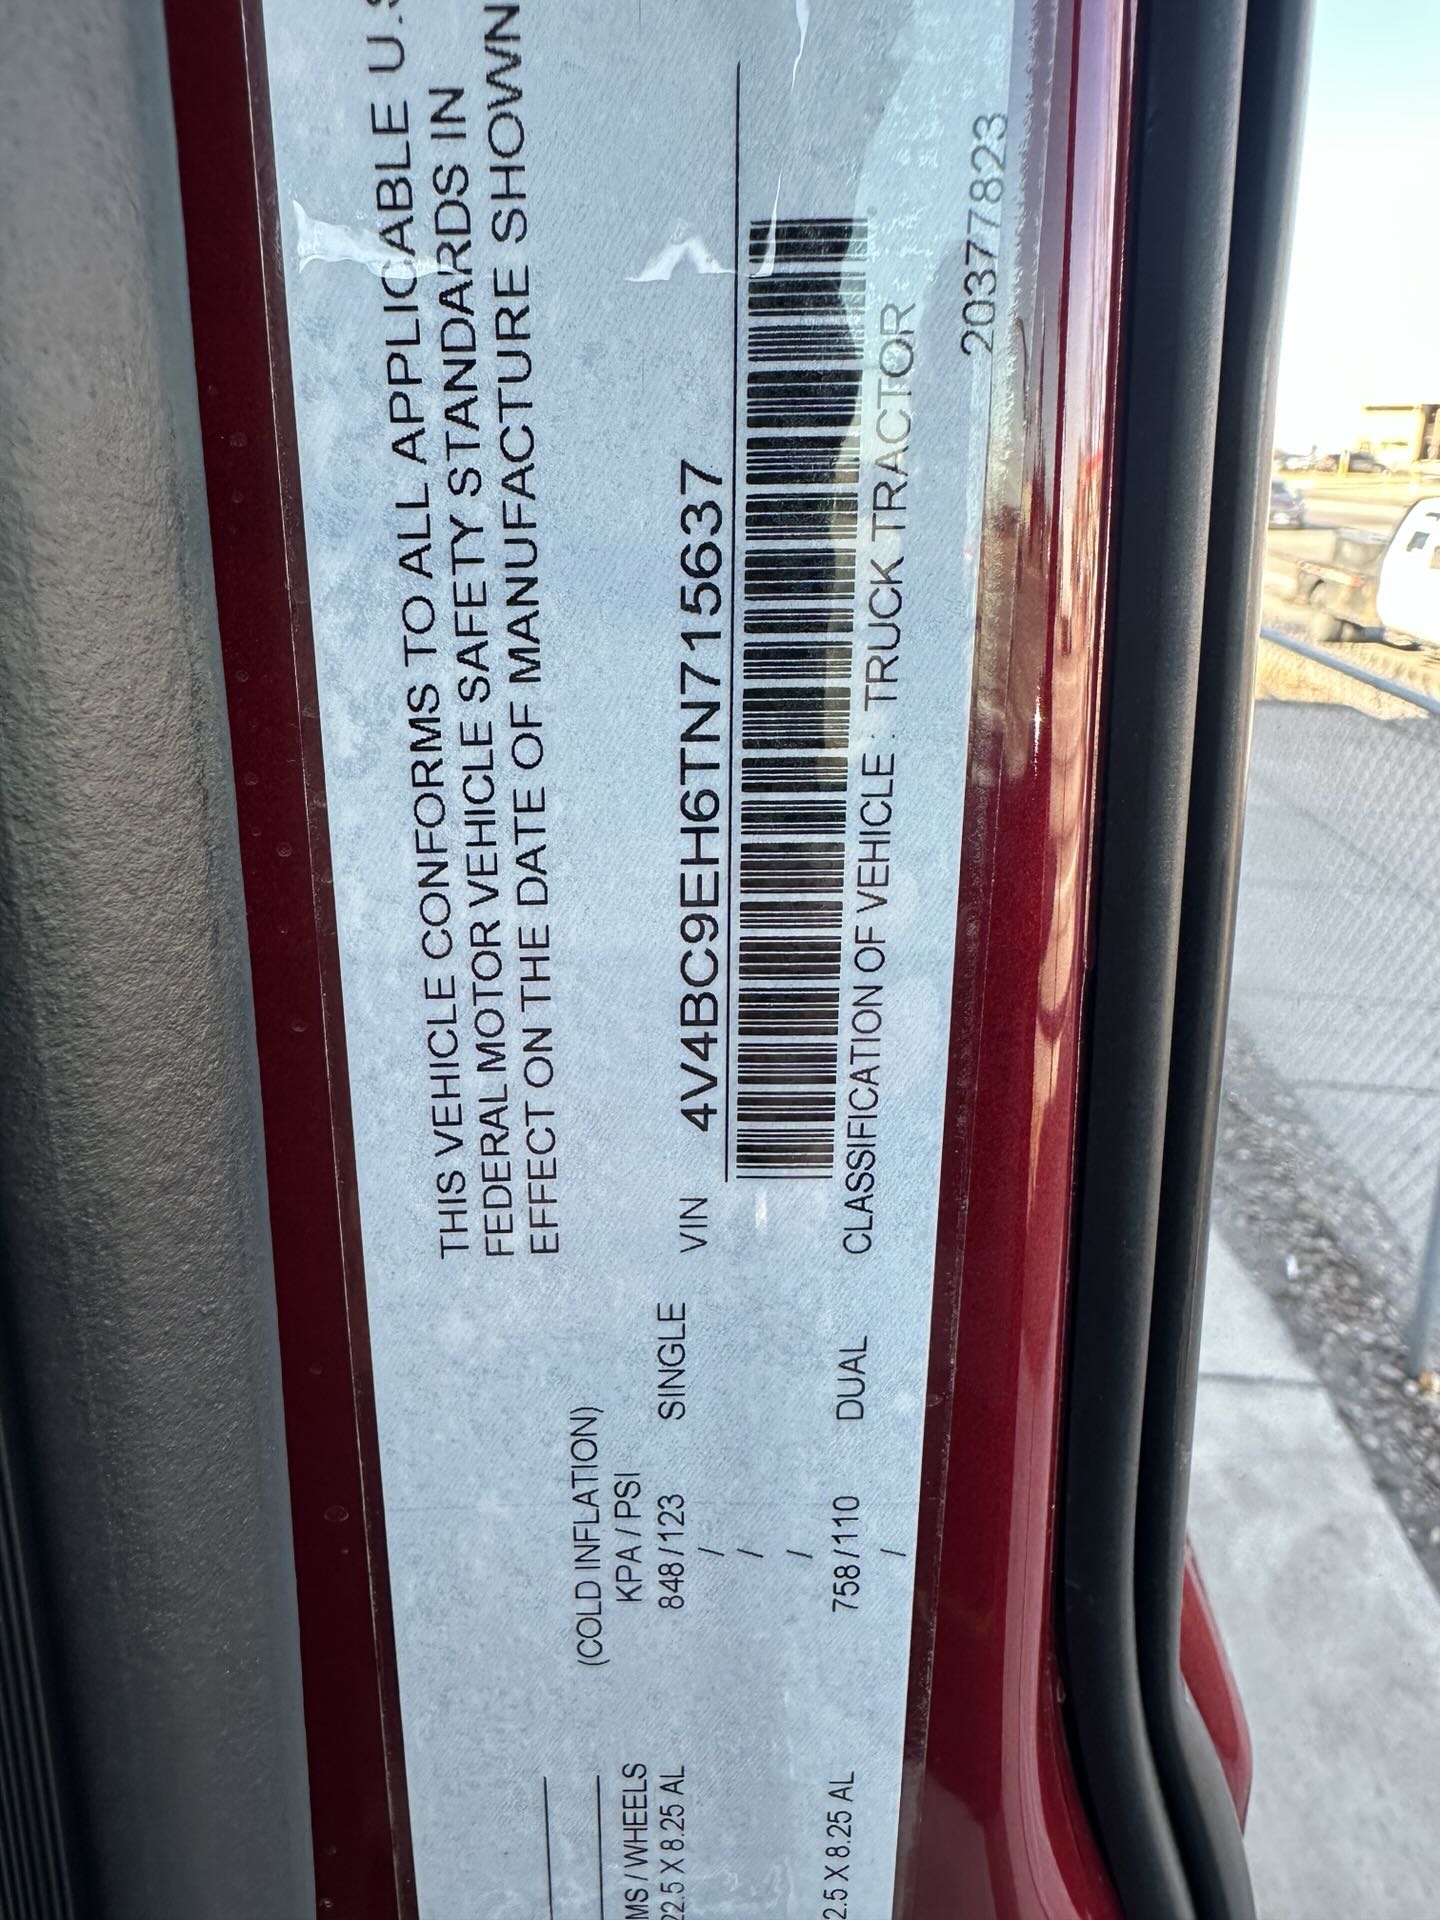 MS / WHEELS
22.5 X 8.25 AL
2.5 X 8.25 AL
(COLD INFLATION)
KPA / PSI
848 / 123 SINGLE
/
/
/
758 / 110 DUAL
/
THIS VEHICLE CONFORMS TO ALL APPLICABLE U.S
FEDERAL MOTOR VEHICLE SAFETY STANDARDS IN
EFFECT ON THE DATE OF MANUFACTURE SHOWN
VIN 4V4BC9EH6TN715637
CLASSIFICATION OF VEHICLE : TRUCK TRACTOR
20377823